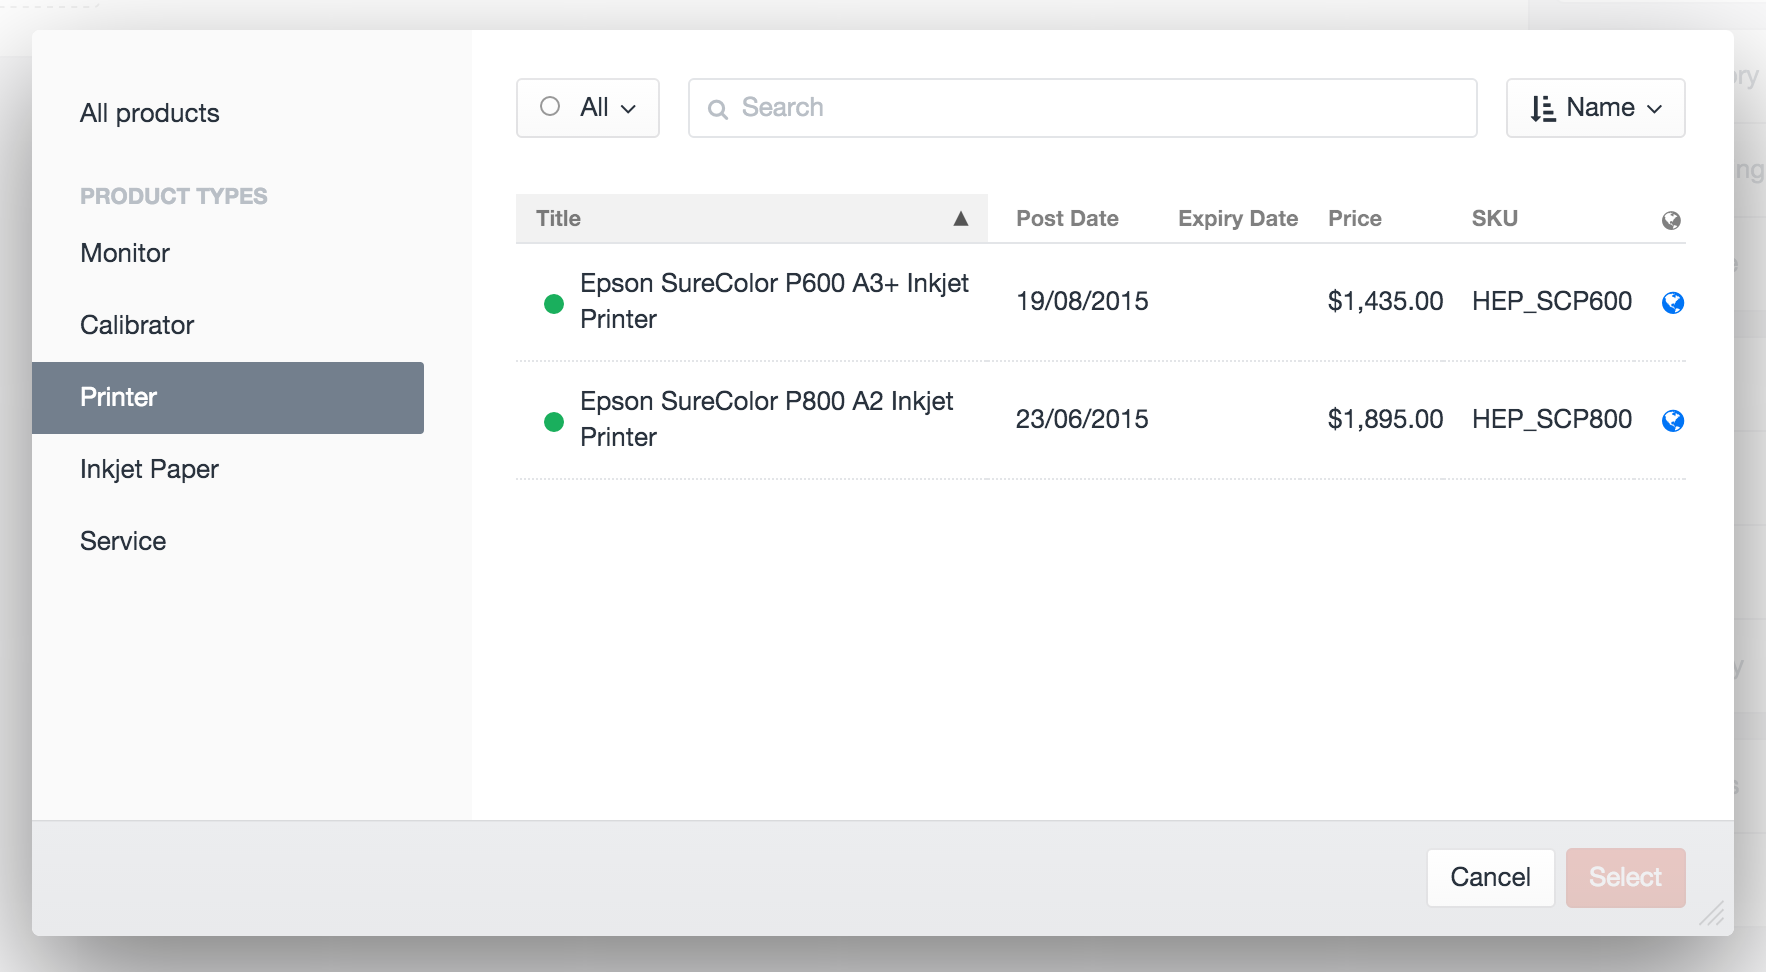 All products
PRODUCT TYPES
Monitor
Calibrator
Printer
Inkjet Paper
Service
All
Search
Name
Title ▲ Post Date Expiry Date Price SKU
Epson SureColor P600 A3+ Inkjet
Printer
19/08/2015 $1,435.00 HEP_SCP600
Epson SureColor P800 A2 Inkjet
Printer
23/06/2015 $1,895.00 HEP_SCP800
Cancel
Select